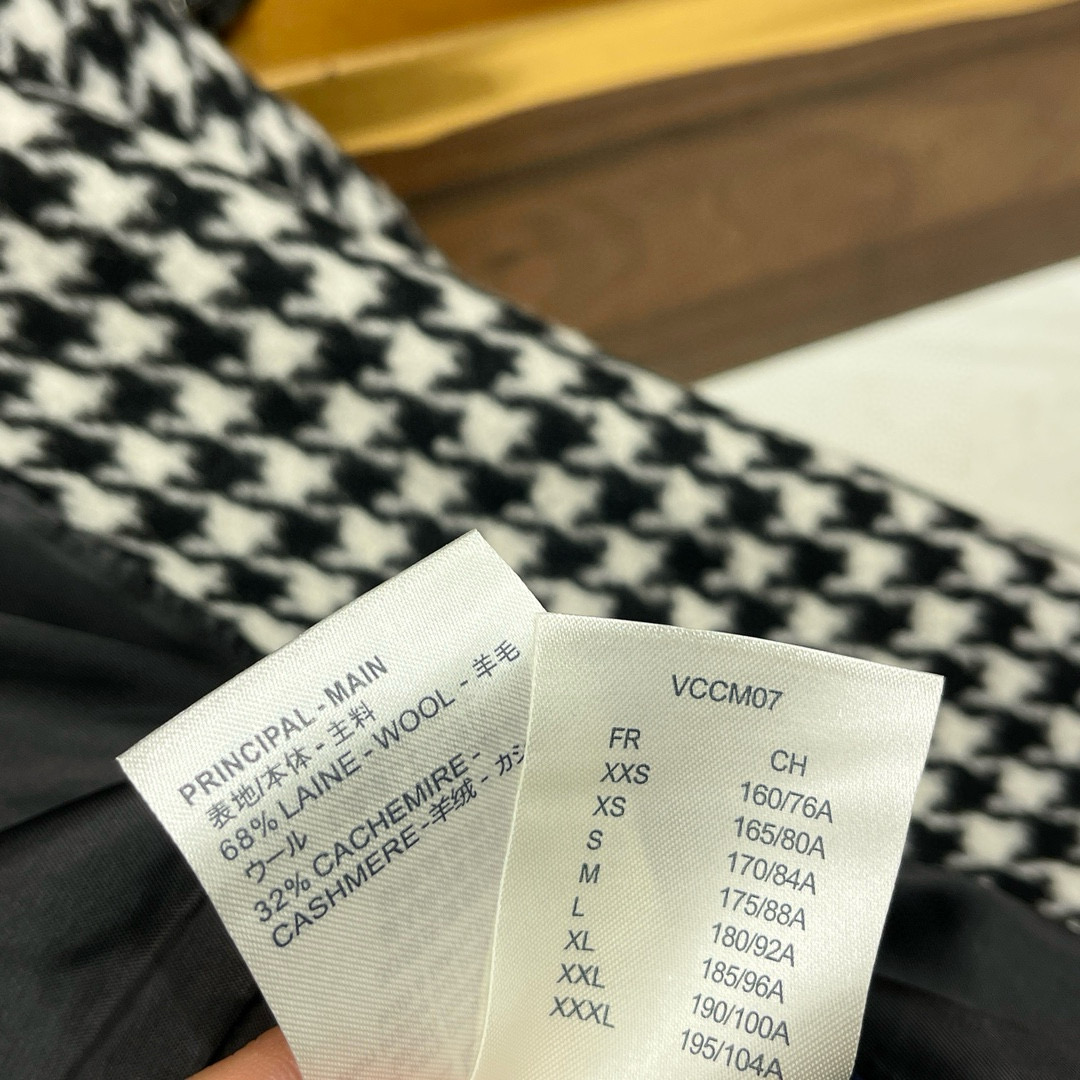 PRINCIPAL - MAIN
表地/本体 - 主料
68% LAINE - WOOL - 羊毛
ウール
32% CACHEMIRE -
CASHMERE - 羊绒 - カシ
VCCM07
FR CH
XXS 160/76A
XS 165/80A
S 170/84A
M 175/88A
L 180/92A
XL 185/96A
XXL 190/100A
XXXL 195/104A